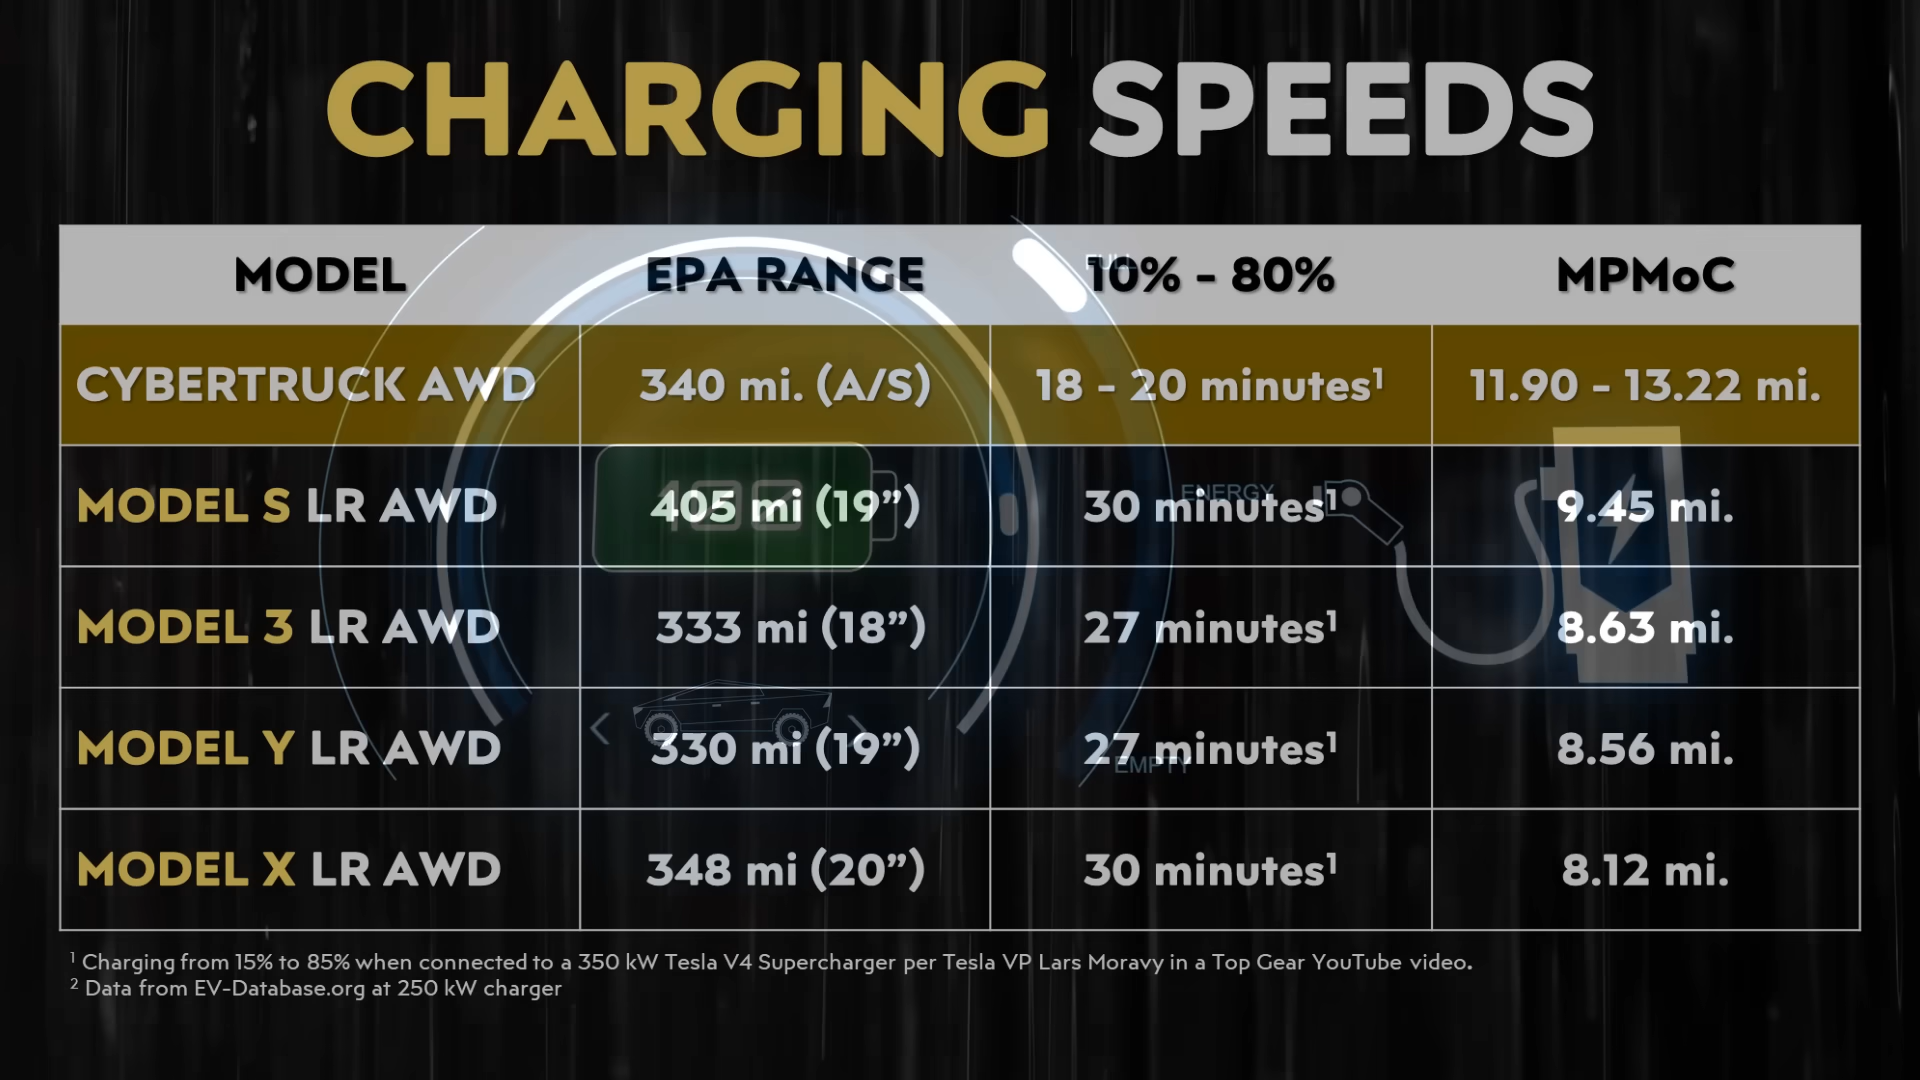 CHARGING SPEEDS
MODEL EPA RANGE 10% - 80% MPMoC
FULL
CYBERTRUCK AWD 340 mi. (A/S) 18 - 20 minutes¹ 11.90 - 13.22 mi.
MODEL S LR AWD 405 mi (19”) 30 minutes¹ 9.45 mi.
ENERGY
MODEL 3 LR AWD 333 mi (18”) 27 minutes¹ 8.63 mi.
MODEL Y LR AWD 330 mi (19”) 27 minutes¹ 8.56 mi.
EMPTY
MODEL X LR AWD 348 mi (20”) 30 minutes¹ 8.12 mi.
¹ Charging from 15% to 85% when connected to a 350 kW Tesla V4 Supercharger per Tesla VP Lars Moravy in a Top Gear YouTube video.
² Data from EV-Database.org at 250 kW charger